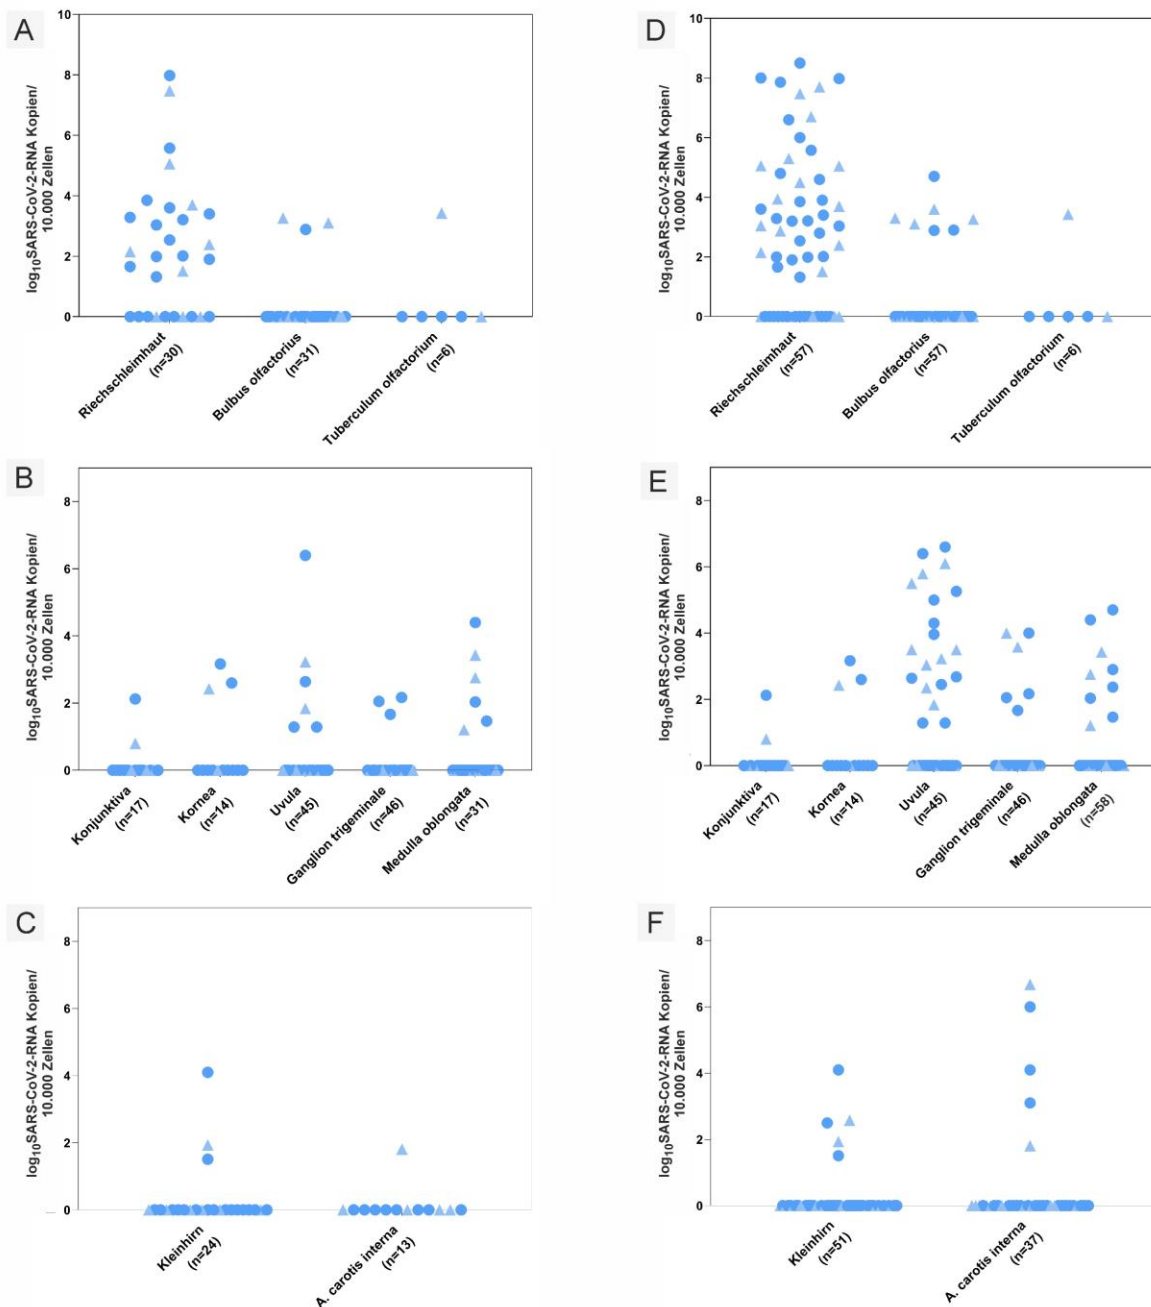 A
log10SARS-CoV-2-RNA Kopien/
10.000 Zellen
10
8
6
4
2
0
Riechschleimhaut
(n=30)
Bulbus olfactorius
(n=31)
Tuberculum olfactorium
(n=6)
D
log10SARS-CoV-2-RNA Kopien/
10.000 Zellen
10
8
6
4
2
0
Riechschleimhaut
(n=57)
Bulbus olfactorius
(n=57)
Tuberculum olfactorium
(n=6)
B
log10SARS-CoV-2-RNA Kopien/
10.000 Zellen
8
6
4
2
0
Konjunktiva
(n=17)
Kornea
(n=14)
Uvula
(n=45)
Ganglion trigeminale
(n=46)
Medulla oblongata
(n=31)
E
log10SARS-CoV-2-RNA Kopien/
10.000 Zellen
8
6
4
2
0
Konjunktiva
(n=17)
Kornea
(n=14)
Uvula
(n=45)
Ganglion trigeminale
(n=46)
Medulla oblongata
(n=58)
C
log10SARS-CoV-2-RNA Kopien/
10.000 Zellen
8
6
4
2
0
Kleinhirn
(n=24)
A. carotis interna
(n=13)
F
log10SARS-CoV-2-RNA Kopien/
10.000 Zellen
8
6
4
2
0
Kleinhirn
(n=51)
A. carotis interna
(n=37)